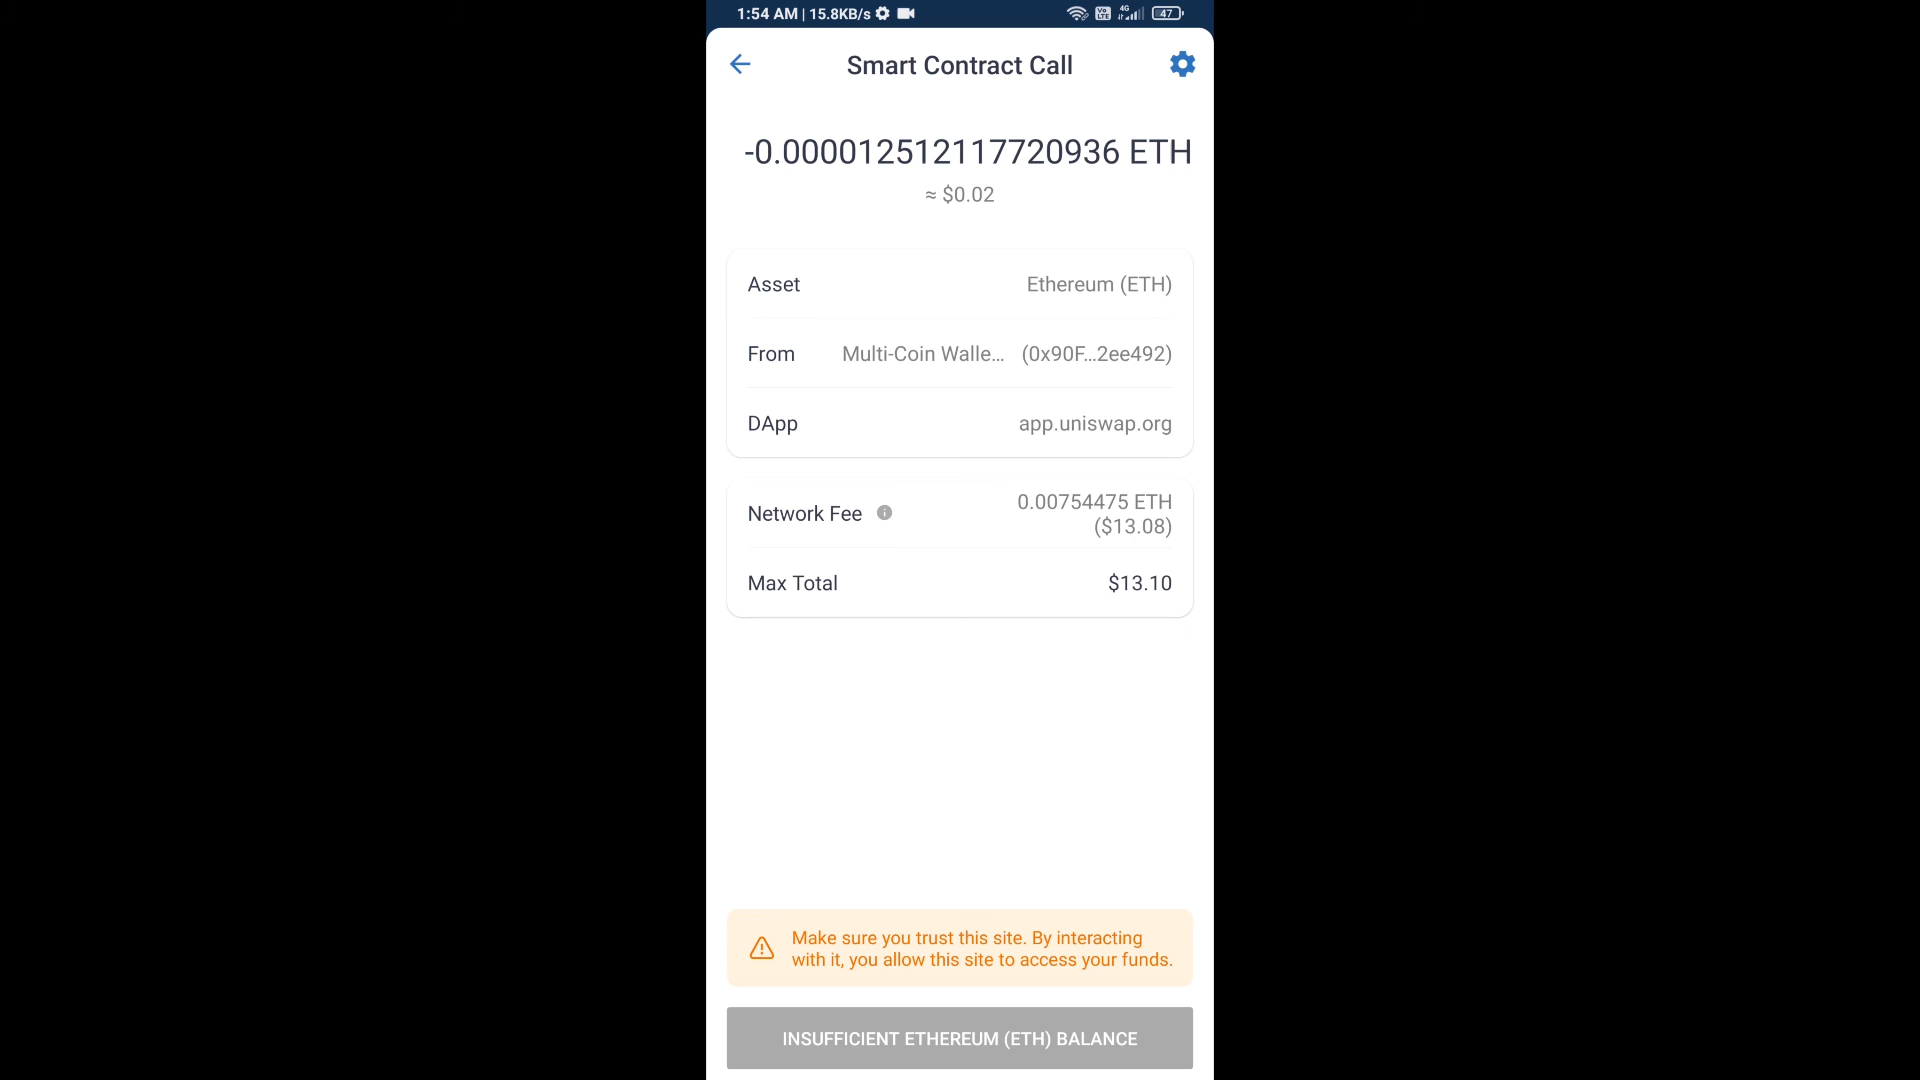 1:54 AM | 15.8KB/s 4G 47
Smart Contract Call
-0.000012512117720936 ETH
≈ $0.02
Asset Ethereum (ETH)
From Multi-Coin Walle... (0x90F...2ee492)
DApp app.uniswap.org
Network Fee 0.00754475 ETH
($13.08)
Max Total $13.10
Make sure you trust this site. By interacting
with it, you allow this site to access your funds.
INSUFFICIENT ETHEREUM (ETH) BALANCE